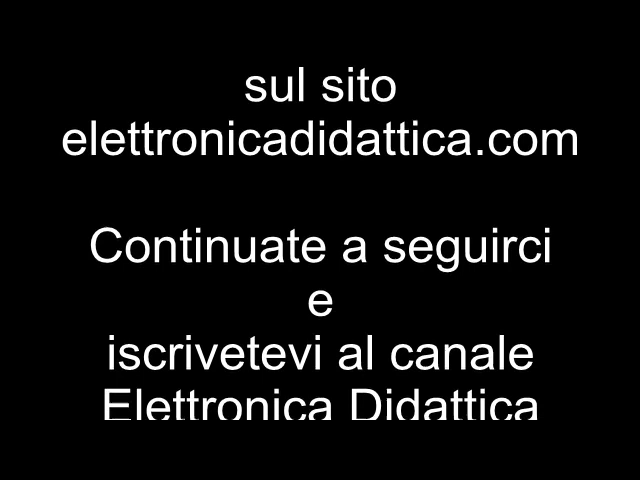 sul sito
elettronicadidattica.com
Continuate a seguirci
e
iscrivetevi al canale
Elettronica Didattica